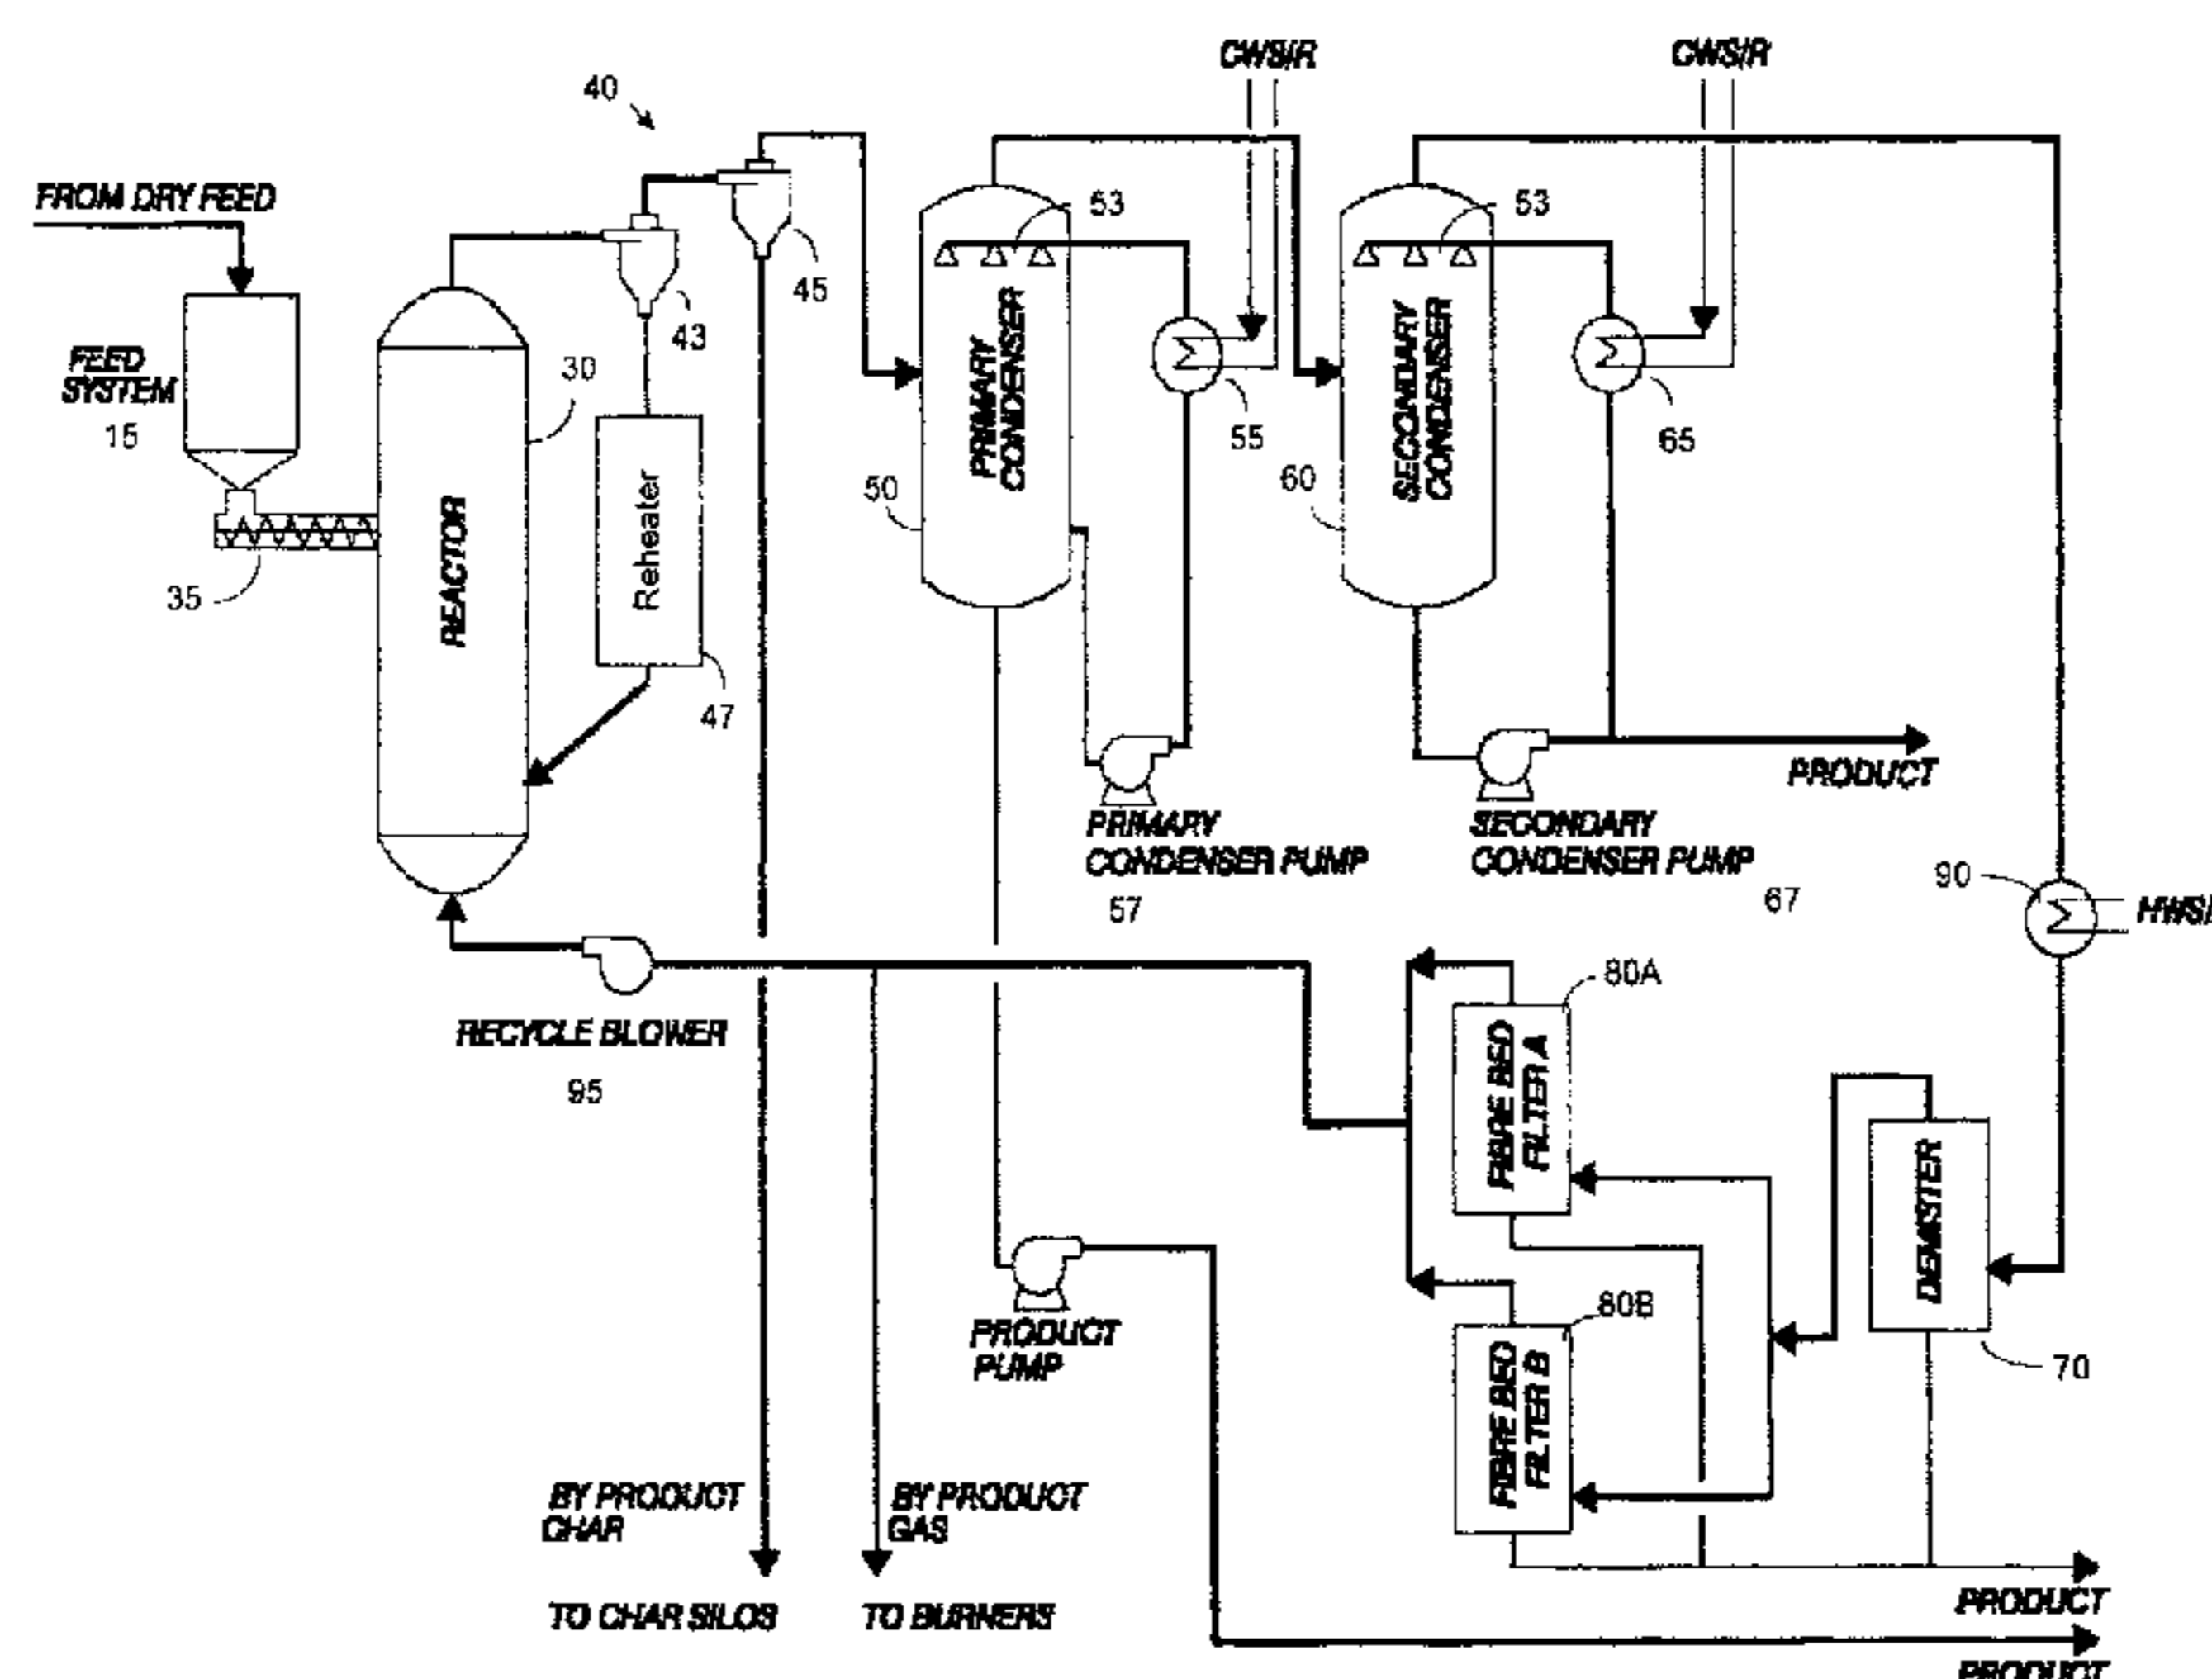 CWS/R
CWS/R
40
FROM DRY FEED
53
53
45
43
FEED
SYSTEM
15
30
PRIMARY
CONDENSER
SECONDARY
CONDENSER
55
65
50
60
REACTOR
Reheater
35
47
PRODUCT
PRIMARY
CONDENSER PUMP
57
SECONDARY
CONDENSER PUMP
67
90
80A
RECYCLE BLOWER
95
FIBRE BED
FILTER A
DEMISTER
80B
PRODUCT
PUMP
FIBRE BED
FILTER B
70
BY PRODUCT
CHAR
BY PRODUCT
GAS
TO CHAR SILOS
TO BURNERS
PRODUCT
PRODUCT